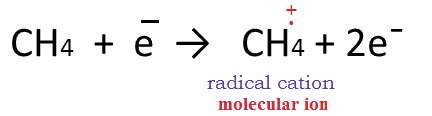 CH₄ + e⁻ → CH₄⁺· + 2e⁻
radical cation
molecular ion